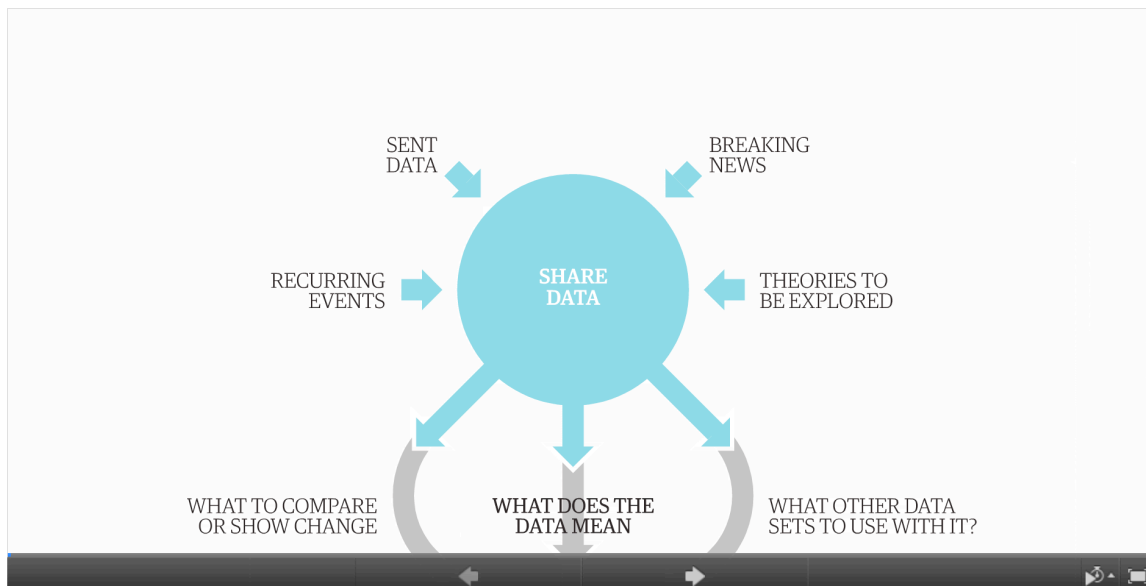 SENT
DATA
BREAKING
NEWS
RECURRING
EVENTS
SHARE
DATA
THEORIES TO
BE EXPLORED
WHAT TO COMPARE
OR SHOW CHANGE
WHAT DOES THE
DATA MEAN
WHAT OTHER DATA
SETS TO USE WITH IT?